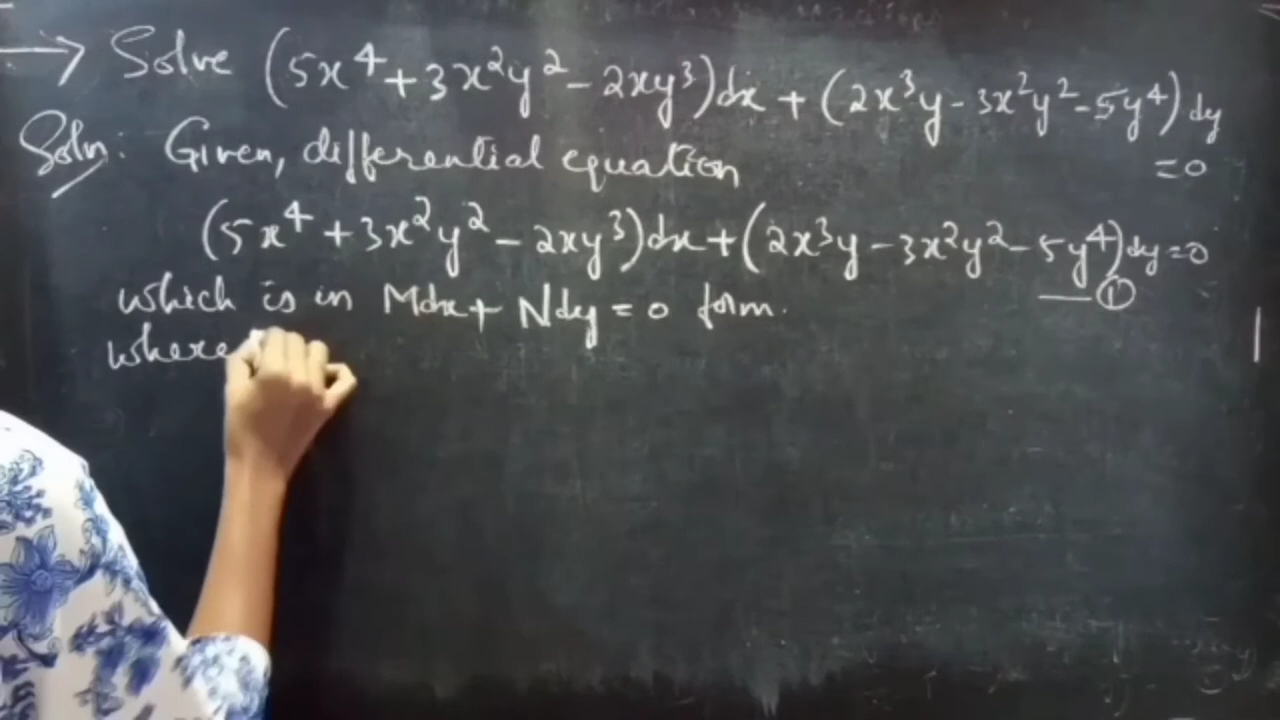 → Solve (5x⁴ + 3x²y² - 2xy³)dx + (2x³y - 3x²y² - 5y⁴)dy
= 0
Soln: Given, differential equation
(5x⁴ + 3x²y² - 2xy³)dx + (2x³y - 3x²y² - 5y⁴)dy = 0
— ①
which is in Mdx + Ndy = 0 form.
where